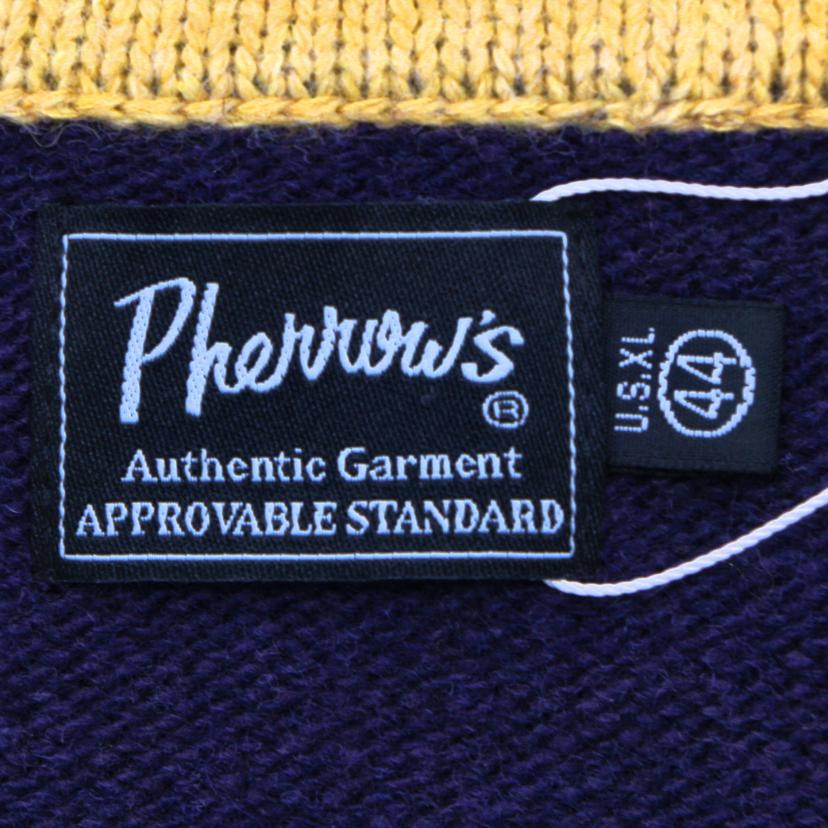 Pherrow's
®
Authentic Garment
APPROVABLE STANDARD
U.S.XL
44